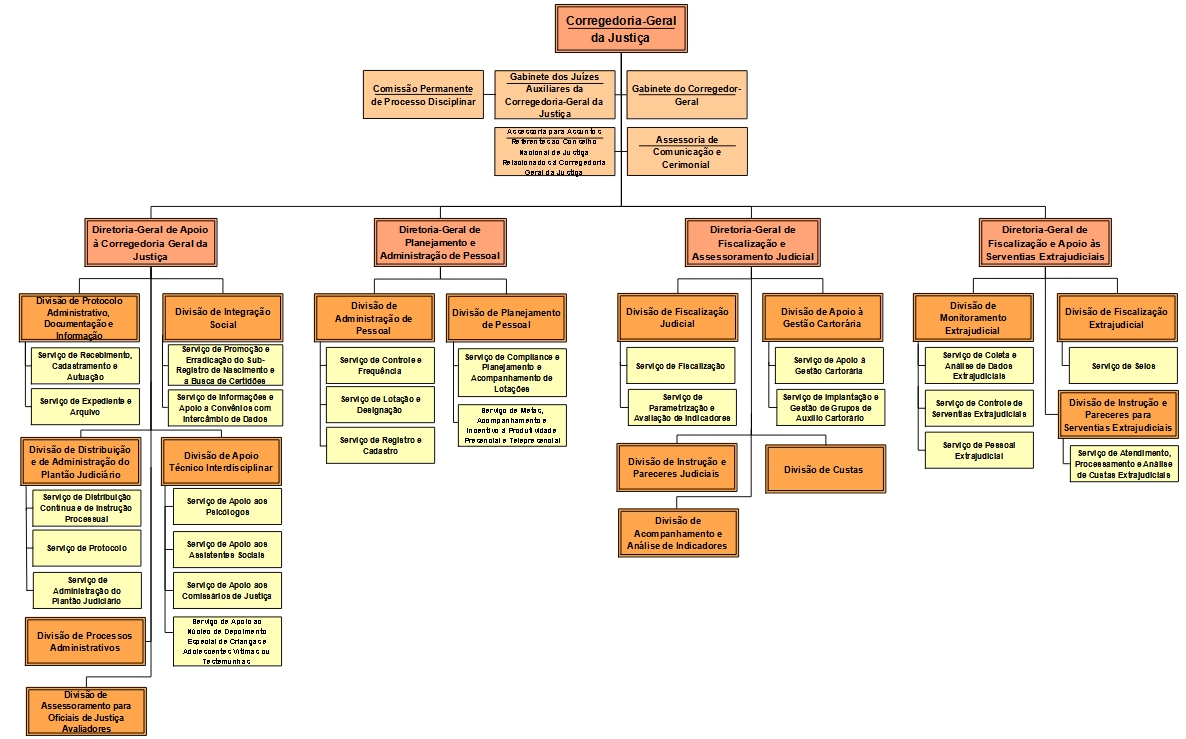 Corregedoria-Geral
da Justiça
Comissão Permanente
de Processo Disciplinar
Gabinete dos Juízes
Auxiliares da
Corregedoria-Geral da
Justiça
Gabinete do Corregedor-
Geral
Assessoria para Assuntos
Referentes ao Conselho
Nacional de Justiça
Relacionados à Corregedoria
Geral da Justiça
Assessoria de
Comunicação e
Cerimonial
Diretoria-Geral de Apoio
à Corregedoria Geral da
Justiça
Divisão de Protocolo
Administrativo,
Documentação e
Informação
Serviço de Recebimento,
Cadastramento e
Autuação
Serviço de Expediente e
Arquivo
Divisão de Integração
Social
Serviço de Promoção e
Erradicação do Sub-
Registro de Nascimento e
a Busca de Certidões
Serviço de Informações e
Apoio a Convênios com
Intercâmbio de Dados
Divisão de Distribuição
e de Administração do
Plantão Judiciário
Serviço de Distribuição
Contínua e de Instrução
Processual
Serviço de Protocolo
Serviço de
Administração do
Plantão Judiciário
Divisão de Apoio
Técnico Interdisciplinar
Serviço de Apoio aos
Psicólogos
Serviço de Apoio aos
Assistentes Sociais
Serviço de Apoio aos
Comissários de Justiça
Serviço de Apoio ao
Núcleo de Depoimento
Especial de Crianças e
Adolescentes Vítimas ou
Testemunhas
Divisão de Processos
Administrativos
Divisão de
Assessoramento para
Oficiais de Justiça
Avaliadores
Diretoria-Geral de
Planejamento e
Administração de Pessoal
Divisão de
Administração de
Pessoal
Serviço de Controle e
Frequência
Serviço de Lotação e
Designação
Serviço de Registro e
Cadastro
Divisão de Planejamento
de Pessoal
Serviço de Compliance e
Planejamento e
Acompanhamento de
Lotações
Serviço de Metas,
Acompanhamento e
Incentivo à Produtividade
Presencial e Telepresencial
Diretoria-Geral de
Fiscalização e
Assessoramento Judicial
Divisão de Fiscalização
Judicial
Serviço de Fiscalização
Serviço de
Parametrização e
Avaliação de Indicadores
Divisão de Apoio à
Gestão Cartorária
Serviço de Apoio à
Gestão Cartorária
Serviço de Implantação e
Gestão de Grupos de
Auxílio Cartorário
Divisão de Instrução e
Pareceres Judiciais
Divisão de Custas
Divisão de
Acompanhamento e
Análise de Indicadores
Diretoria-Geral de
Fiscalização e Apoio às
Serventias Extrajudiciais
Divisão de
Monitoramento
Extrajudicial
Serviço de Coleta e
Análise de Dados
Extrajudiciais
Serviço de Controle de
Serventias Extrajudiciais
Serviço de Pessoal
Extrajudicial
Divisão de Fiscalização
Extrajudicial
Serviço de Selos
Divisão de Instrução e
Pareceres para
Serventias Extrajudiciais
Serviço de Atendimento,
Processamento e Análise
de Custas Extrajudiciais